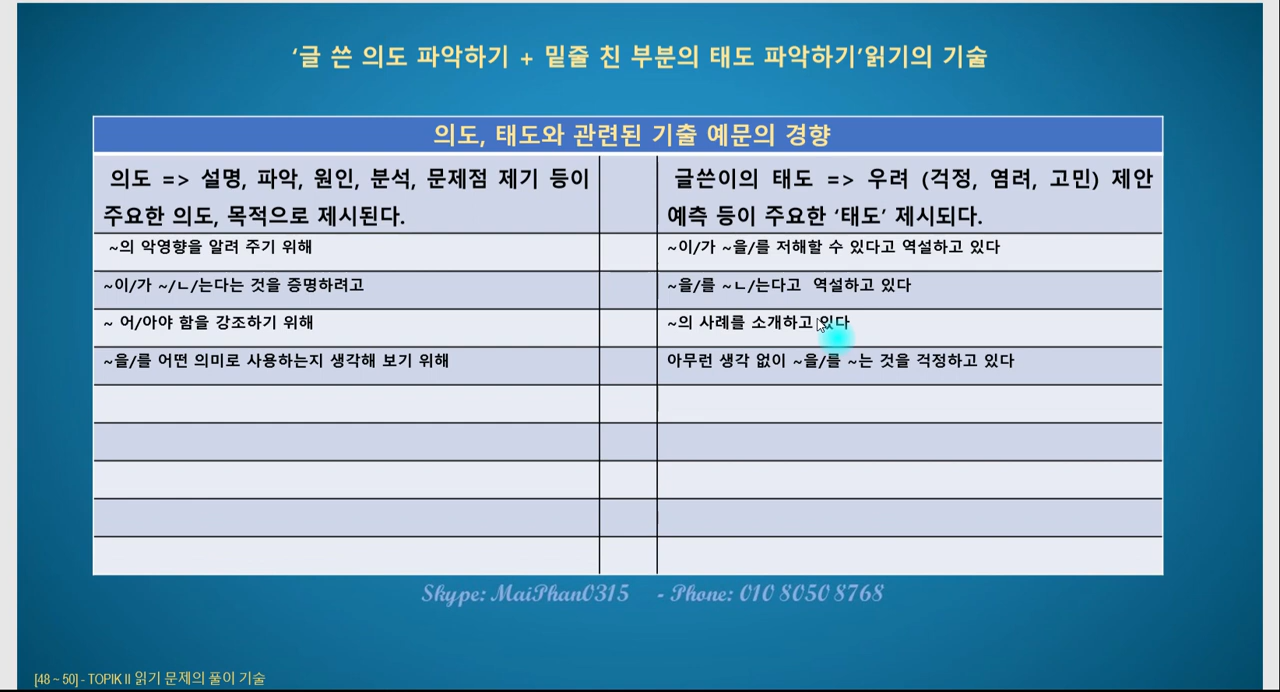 ‘글 쓴 의도 파악하기 + 밑줄 친 부분의 태도 파악하기’읽기의 기술
의도, 태도와 관련된 기출 예문의 경향
의도 => 설명, 파악, 원인, 분석, 문제점 제기 등이
주요한 의도, 목적으로 제시된다.
글쓴이의 태도 => 우려 (걱정, 염려, 고민) 제안
예측 등이 주요한 ‘태도’ 제시되다.
~의 악영향을 알려 주기 위해
~이/가 ~을/를 저해할 수 있다고 역설하고 있다
~이/가 ~/ㄴ/는다는 것을 증명하려고
~을/를 ~ㄴ/는다고 역설하고 있다
~ 어/아야 함을 강조하기 위해
~의 사례를 소개하고 있다
~을/를 어떤 의미로 사용하는지 생각해 보기 위해
아무런 생각 없이 ~을/를 ~는 것을 걱정하고 있다
Skype: MaiPhan0315 - Phone: 010 8050 8768
[48 ~ 50] - TOPIK II 읽기 문제의 풀이 기술